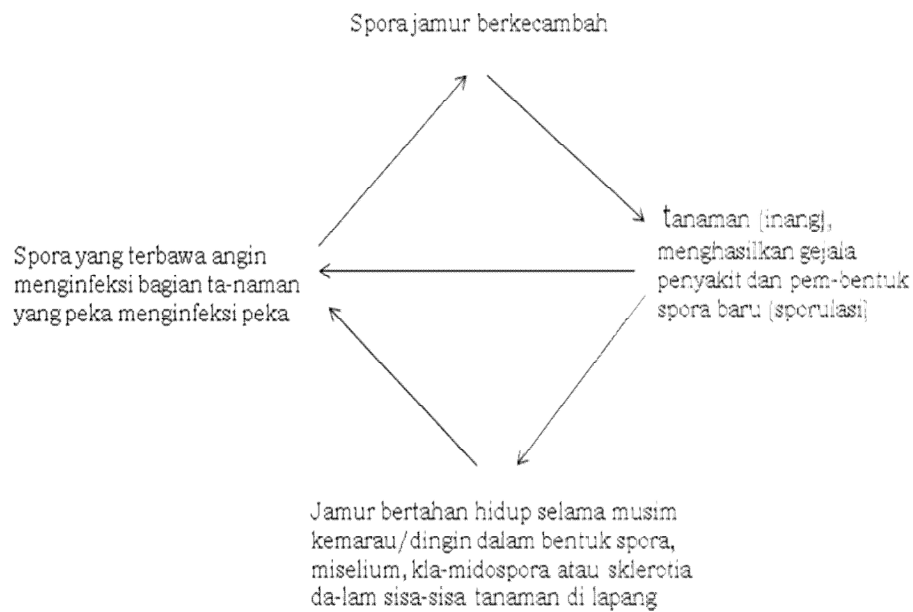 Spora jamur berkecambah
Spora yang terbawa angin
menginfeksi bagian ta-naman
yang peka menginfeksi peka
tanaman (inang),
menghasilkan gejala
penyakit dan pem-bentuk
spora baru (sporulasi)
Jamur bertahan hidup selama musim
kemarau/dingin dalam bentuk spora,
miselium, kla-midospora atau sklerotia
da-lam sisa-sisa tanaman di lapang